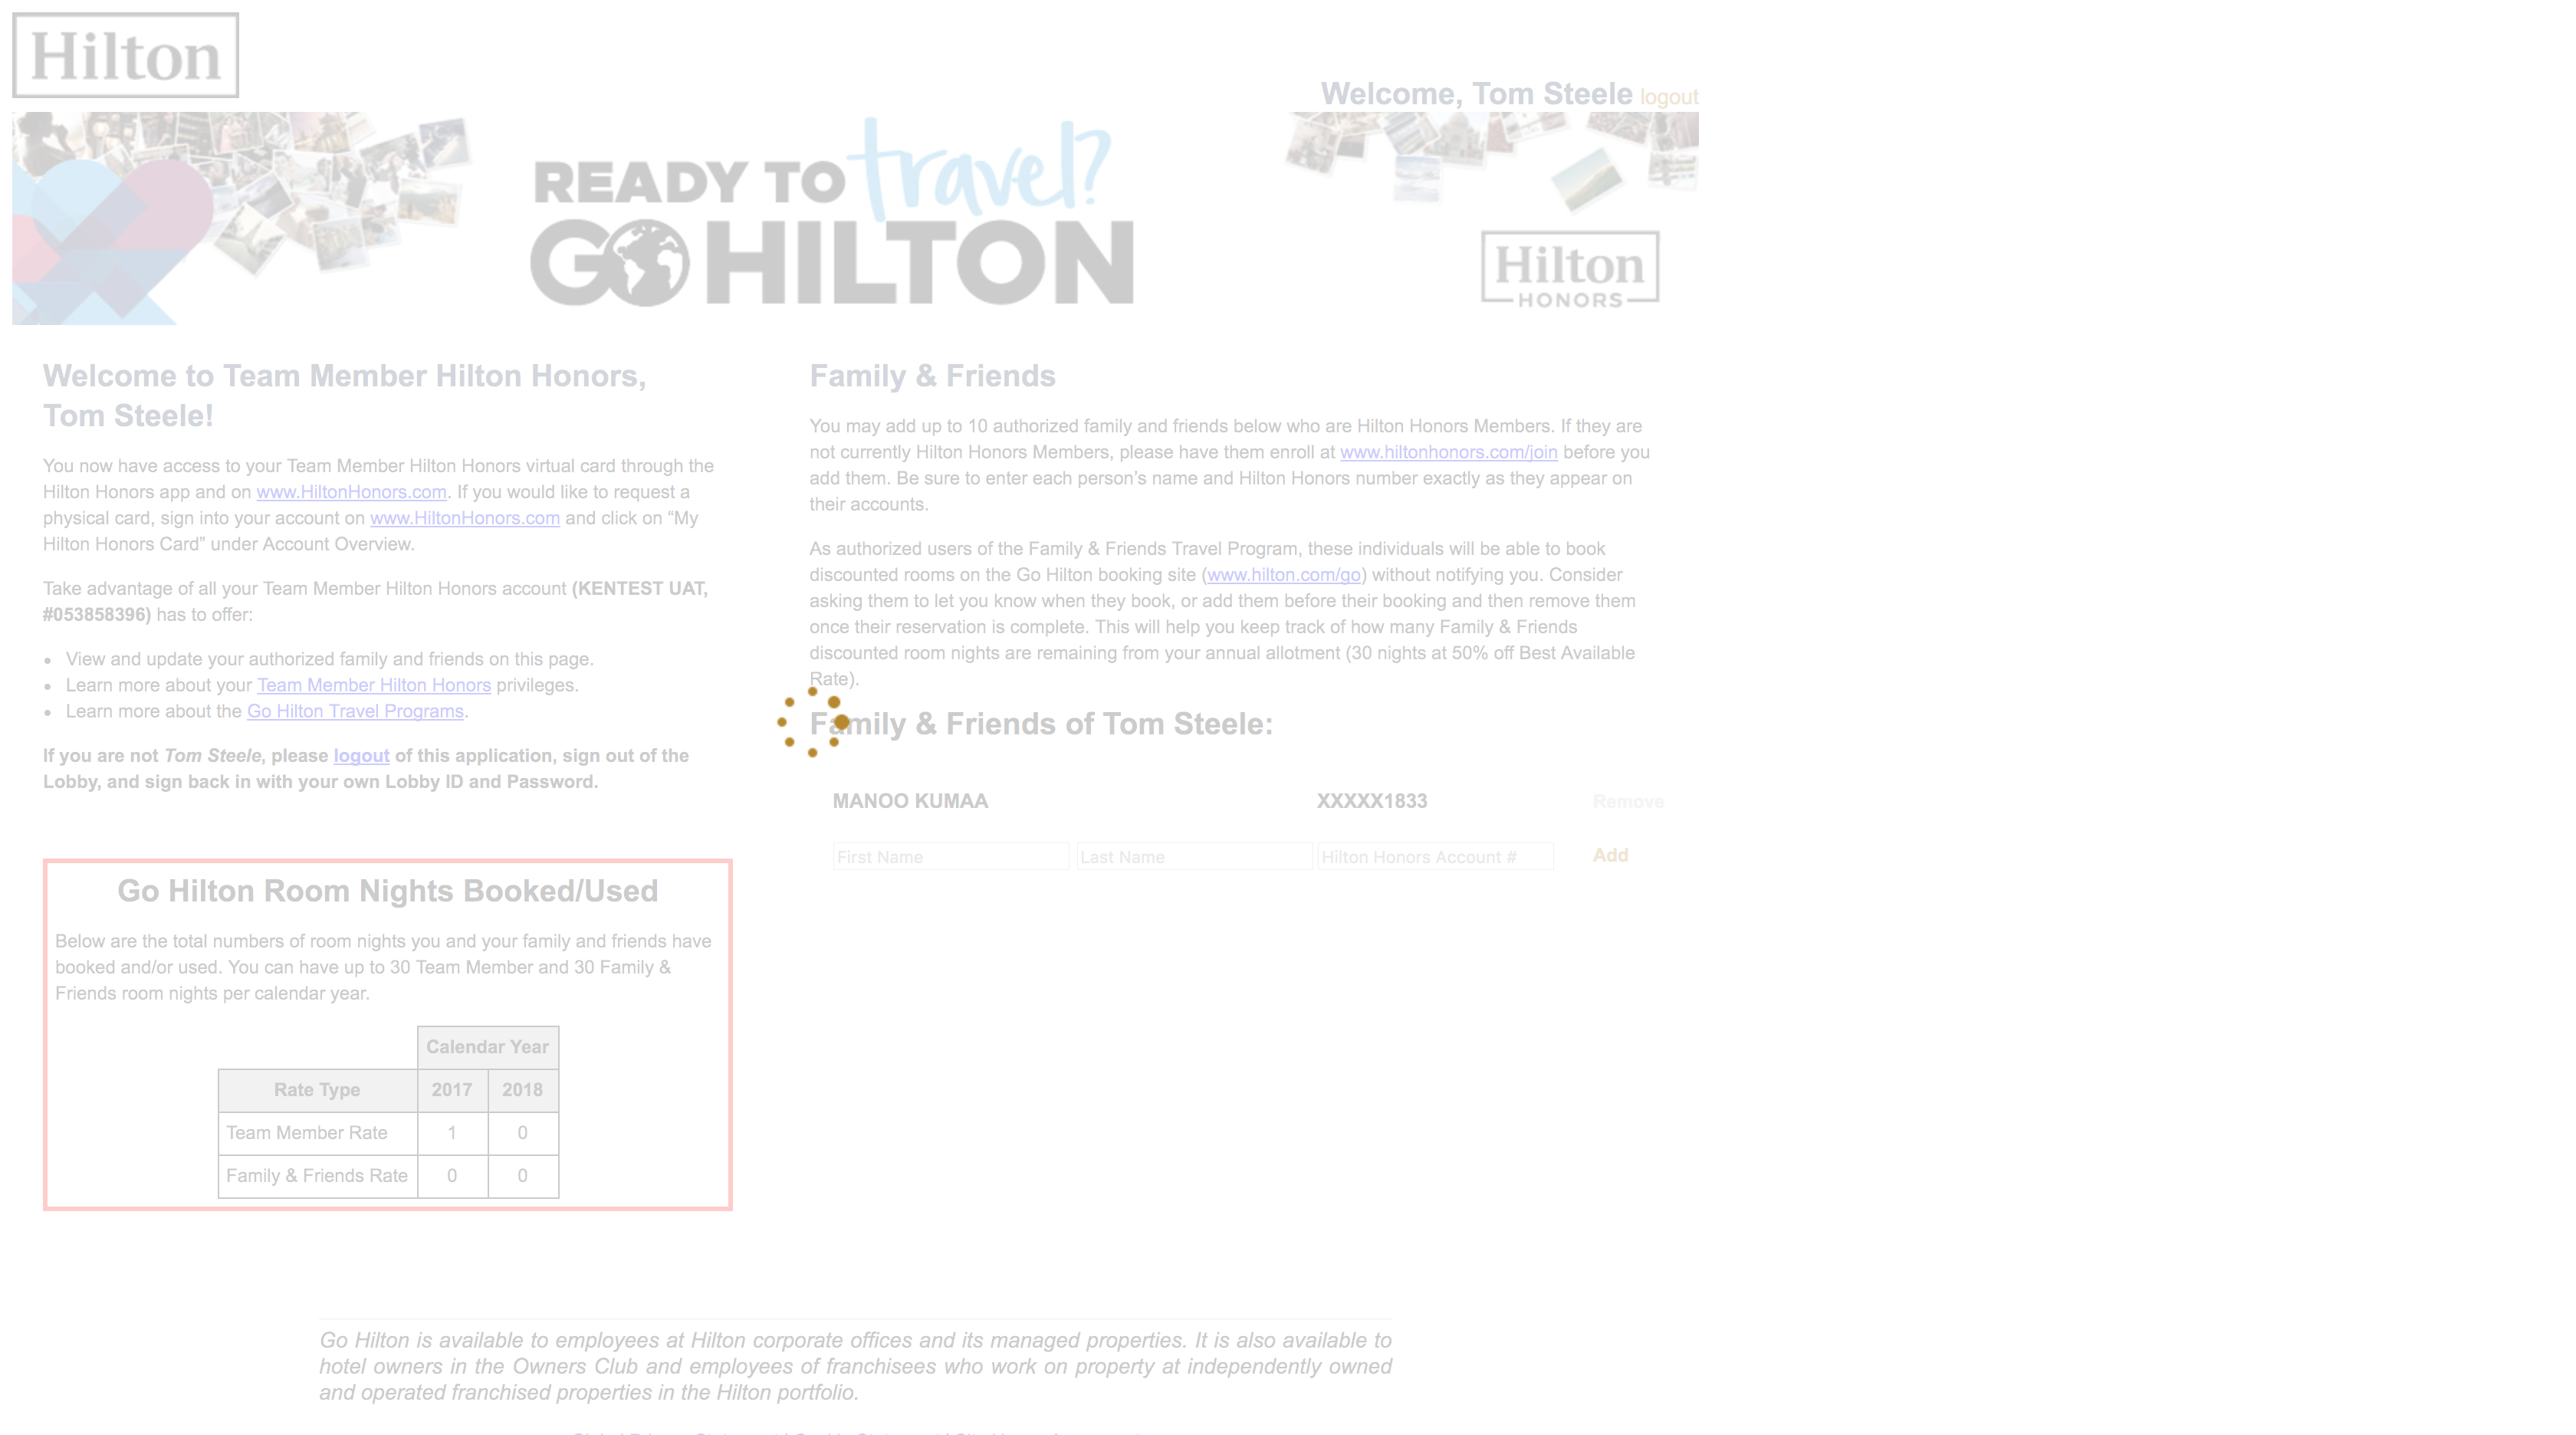 Hilton
Welcome, Tom Steele logout
READY TO travel?
GO HILTON
Hilton
HONORS
Welcome to Team Member Hilton Honors,
Tom Steele!
You now have access to your Team Member Hilton Honors virtual card through the
Hilton Honors app and on www.HiltonHonors.com. If you would like to request a
physical card, sign into your account on www.HiltonHonors.com and click on “My
Hilton Honors Card” under Account Overview.
Take advantage of all your Team Member Hilton Honors account (KENTEST UAT,
#053858396) has to offer:
• View and update your authorized family and friends on this page.
• Learn more about your Team Member Hilton Honors privileges.
• Learn more about the Go Hilton Travel Programs.
If you are not Tom Steele, please logout of this application, sign out of the
Lobby, and sign back in with your own Lobby ID and Password.
Go Hilton Room Nights Booked/Used
Below are the total numbers of room nights you and your family and friends have
booked and/or used. You can have up to 30 Team Member and 30 Family &
Friends room nights per calendar year.
Calendar Year
Rate Type 2017 2018
Team Member Rate 1 0
Family & Friends Rate 0 0
Family & Friends
You may add up to 10 authorized family and friends below who are Hilton Honors Members. If they are
not currently Hilton Honors Members, please have them enroll at www.hiltonhonors.com/join before you
add them. Be sure to enter each person’s name and Hilton Honors number exactly as they appear on
their accounts.
As authorized users of the Family & Friends Travel Program, these individuals will be able to book
discounted rooms on the Go Hilton booking site (www.hilton.com/go) without notifying you. Consider
asking them to let you know when they book, or add them before their booking and then remove them
once their reservation is complete. This will help you keep track of how many Family & Friends
discounted room nights are remaining from your annual allotment (30 nights at 50% off Best Available
Rate).
Family & Friends of Tom Steele:
MANOO KUMAA XXXXX1833 Remove
First Name Last Name Hilton Honors Account # Add
Go Hilton is available to employees at Hilton corporate offices and its managed properties. It is also available to
hotel owners in the Owners Club and employees of franchisees who work on property at independently owned
and operated franchised properties in the Hilton portfolio.